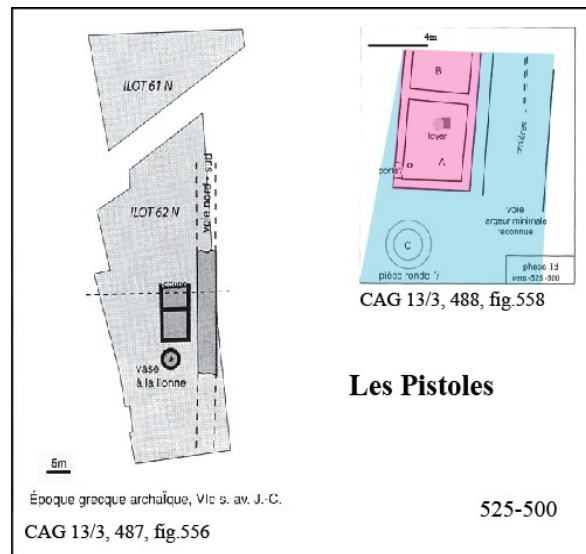 ILOT 61 N
ILOT 62 N
voie nord - sud
vase
à la lionne
5m
Époque grecque archaïque, VIe s. av. J.-C.
CAG 13/3, 487, fig.556
4m
B
foyer
porte?
A
voie
largeur minimale
reconnue
C
pièce ronde ?
phase 1d
vers -525 -500
CAG 13/3, 488, fig.558
Les Pistoles
525-500